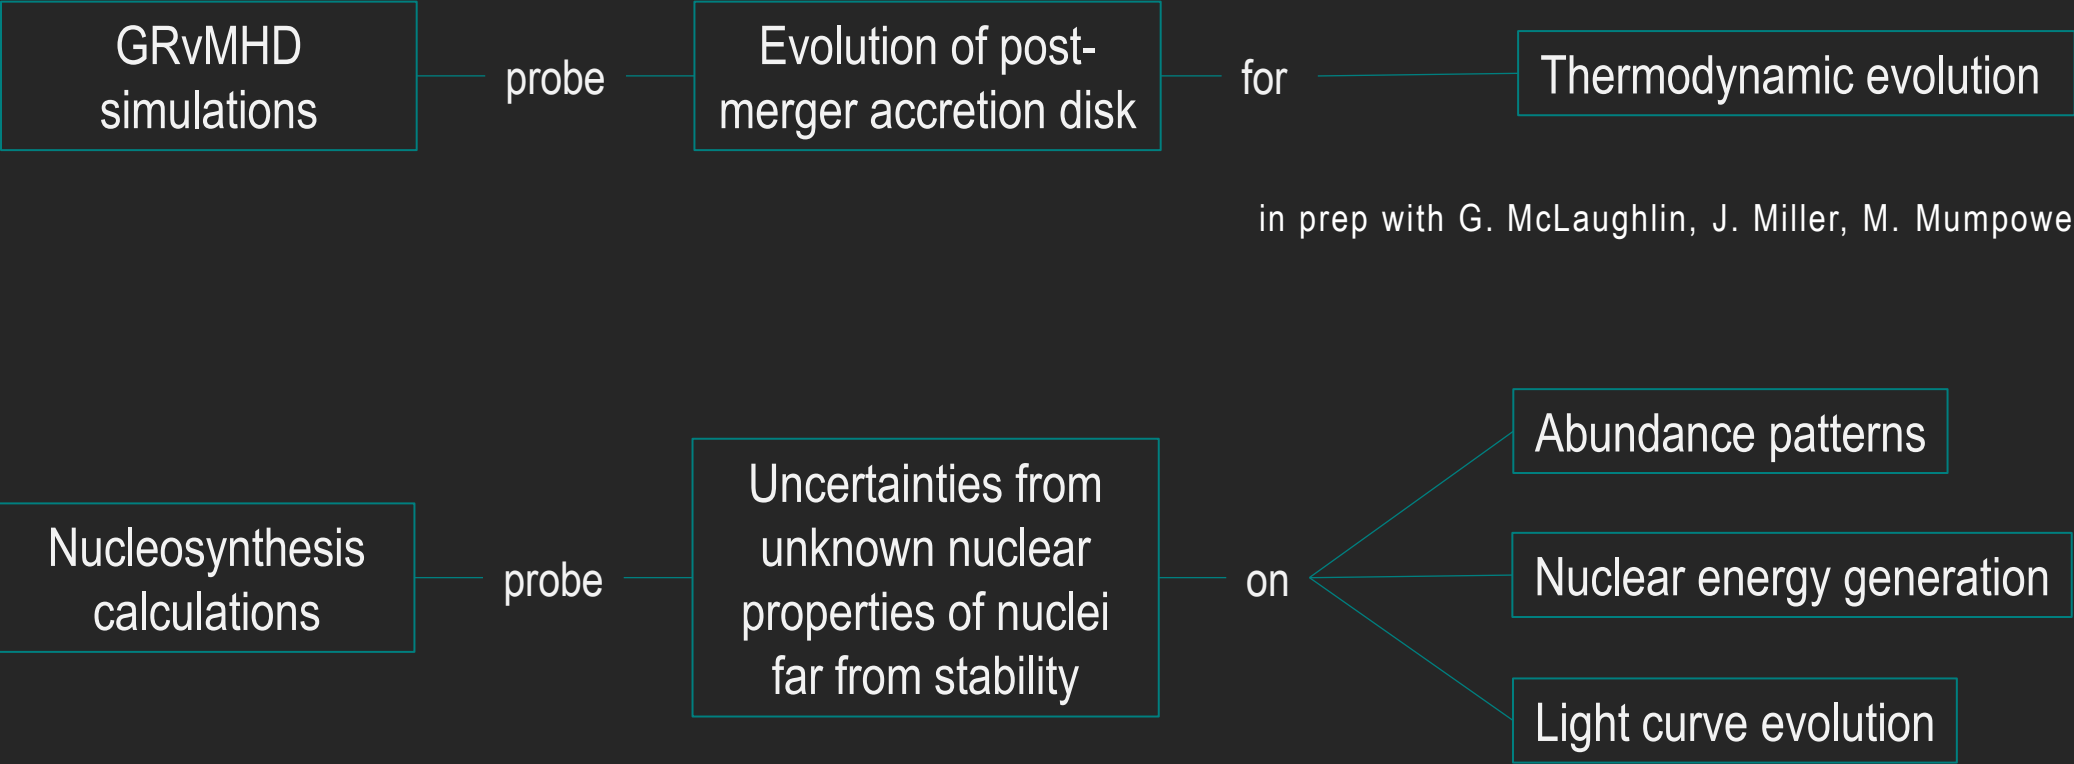 GRvMHD
simulations
probe
Evolution of post-
merger accretion disk
for
Thermodynamic evolution
in prep with G. McLaughlin, J. Miller, M. Mumpowe
Nucleosynthesis
calculations
probe
Uncertainties from
unknown nuclear
properties of nuclei
far from stability
on
Abundance patterns
Nuclear energy generation
Light curve evolution